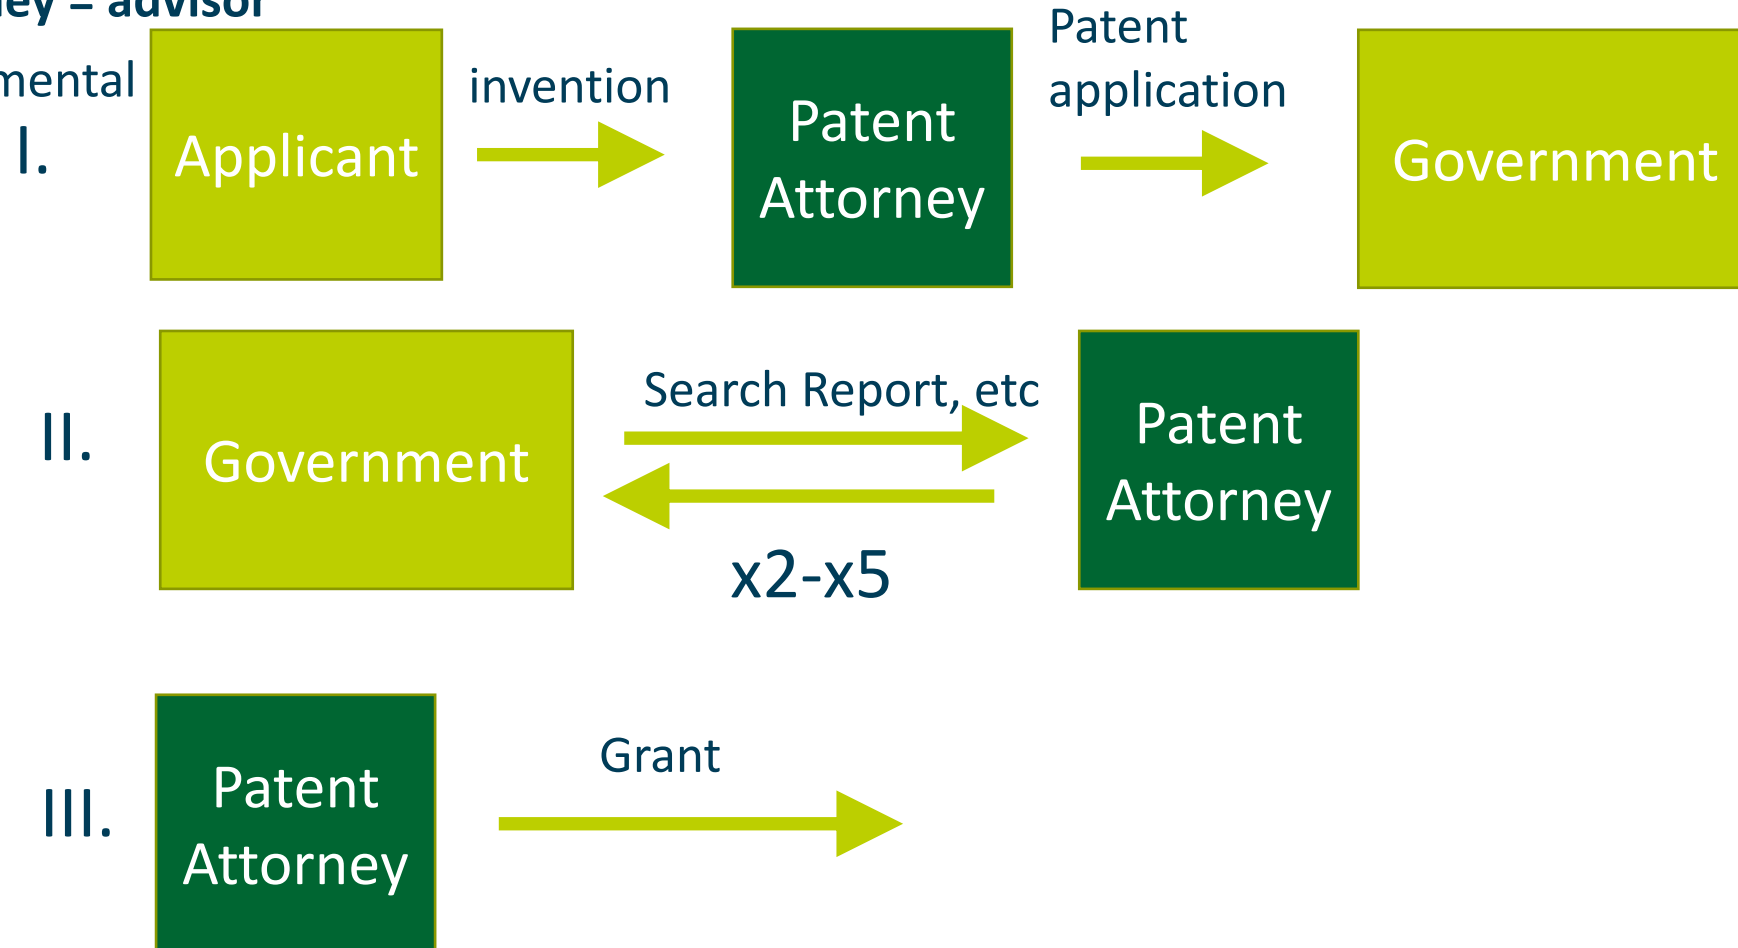 = advisor
I.
Applicant
invention
Patent
Attorney
Patent
application
Government
II.
Government
Search Report, etc
x2-x5
Patent
Attorney
III.
Patent
Attorney
Grant